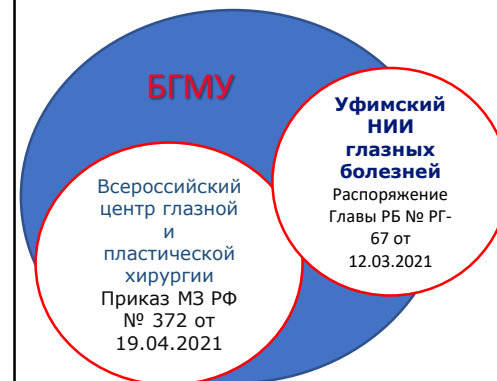 БГМУ
Уфимский
НИИ
глазных
болезней
Распоряжение
Главы РБ № РГ-
67 от
12.03.2021
Всероссийский
центр глазной
и
пластической
хирургии
Приказ МЗ РФ
№ 372 от
19.04.2021